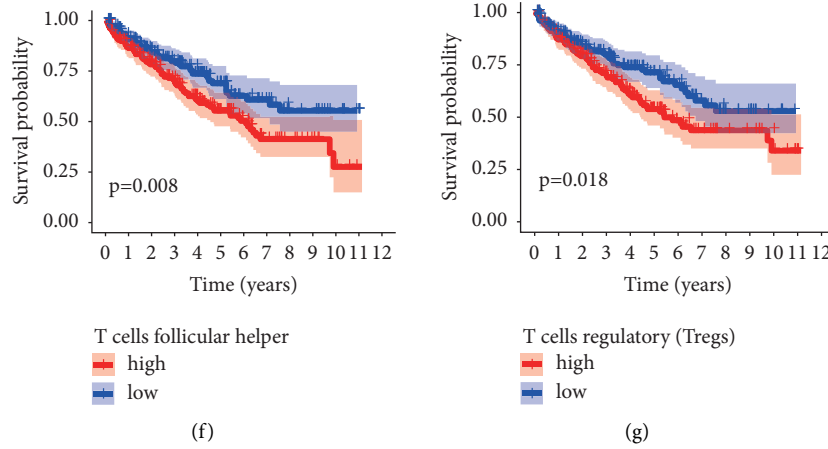 1.00
0.75
0.50
0.25
0.00
Survival probability
p=0.008
0 1 2 3 4 5 6 7 8 9 10 11 12
Time (years)
T cells follicular helper
high
low
(f)
1.00
0.75
0.50
0.25
0.00
Survival probability
p=0.018
0 1 2 3 4 5 6 7 8 9 10 11 12
Time (years)
T cells regulatory (Tregs)
high
low
(g)